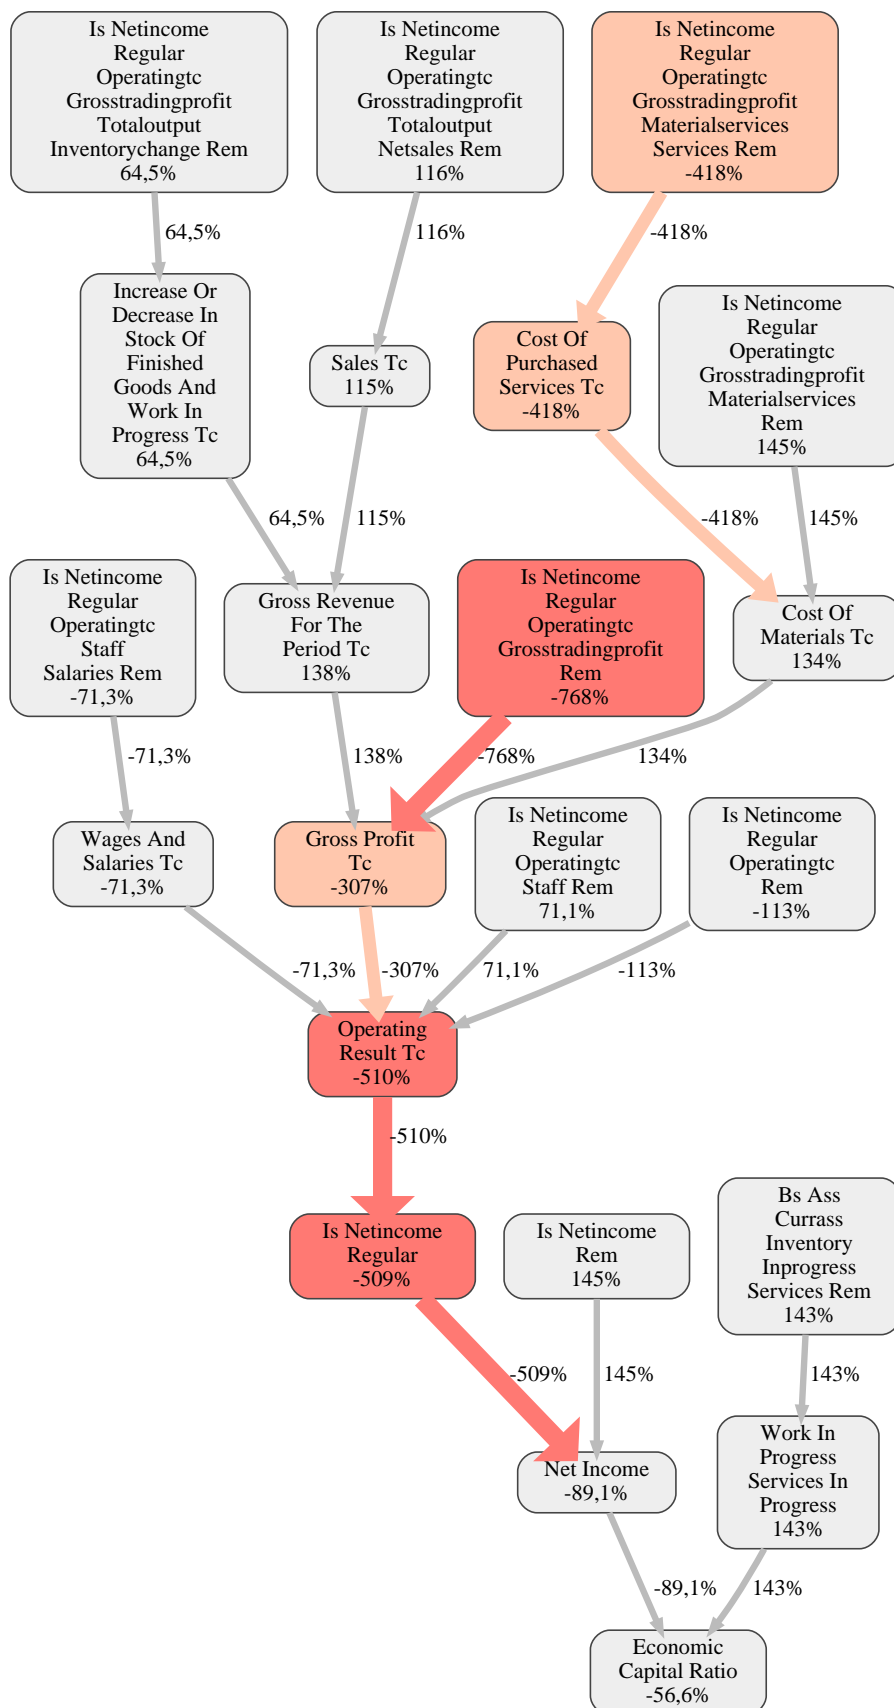 Is Netincome
Regular
Operatingtc
Grosstradingprofit
Totaloutput
Inventorychange Rem
64,5%
Is Netincome
Regular
Operatingtc
Grosstradingprofit
Totaloutput
Netsales Rem
116%
Is Netincome
Regular
Operatingtc
Grosstradingprofit
Materialservices
Services Rem
-418%
64,5%
116%
-418%
Increase Or
Decrease In
Stock Of
Finished
Goods And
Work In
Progress Tc
64,5%
Sales Tc
115%
Cost Of
Purchased
Services Tc
-418%
Is Netincome
Regular
Operatingtc
Grosstradingprofit
Materialservices
Rem
145%
64,5%
115%
-418%
145%
Is Netincome
Regular
Operatingtc
Staff
Salaries Rem
-71,3%
Gross Revenue
For The
Period Tc
138%
Is Netincome
Regular
Operatingtc
Grosstradingprofit
Rem
-768%
Cost Of
Materials Tc
134%
-71,3%
138%
-768%
134%
Wages And
Salaries Tc
-71,3%
Gross Profit
Tc
-307%
Is Netincome
Regular
Operatingtc
Staff Rem
71,1%
Is Netincome
Regular
Operatingtc
Rem
-113%
-71,3%
-307%
71,1%
-113%
Operating
Result Tc
-510%
-510%
Is Netincome
Regular
-509%
Is Netincome
Rem
145%
Bs Ass
Currass
Inventory
Inprogress
Services Rem
143%
-509%
145%
143%
Net Income
-89,1%
Work In
Progress
Services In
Progress
143%
-89,1%
143%
Economic
Capital Ratio
-56,6%